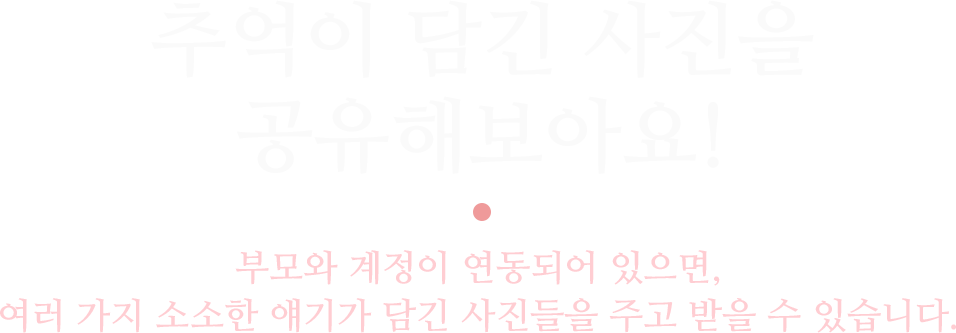 추억이 담긴 사진을
공유해보아요!
부모와 계정이 연동되어 있으면,
여러 가지 소소한 얘기가 담긴 사진들을 주고 받을 수 있습니다.